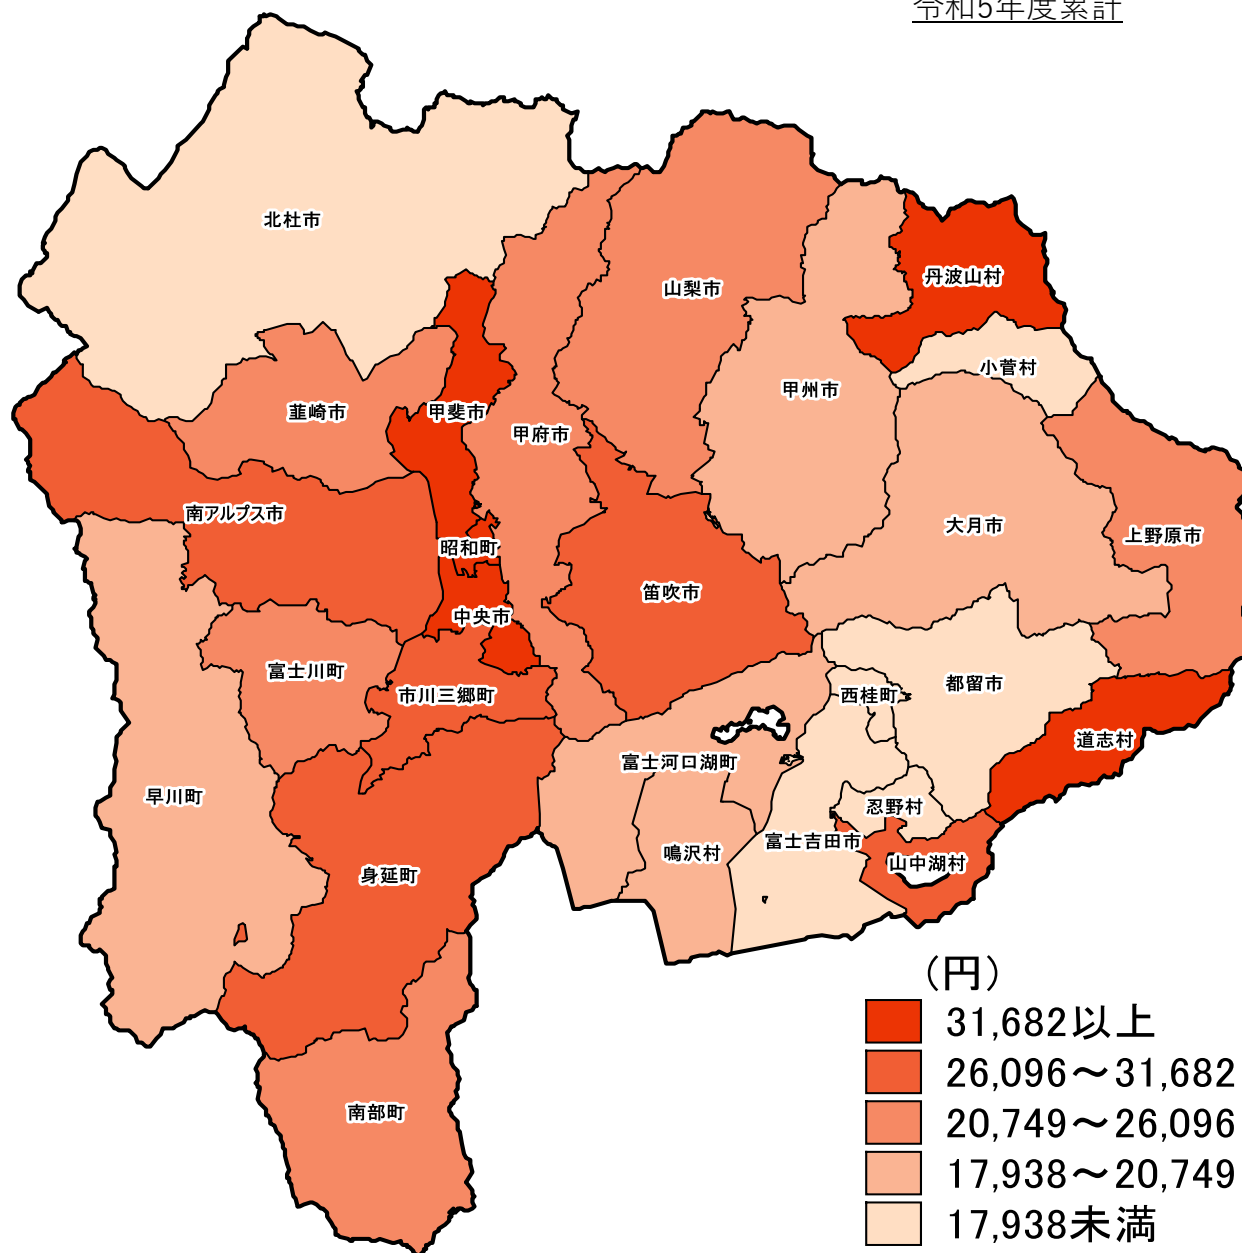 令和5年度累計
北杜市
山梨市
丹波山村
小菅村
甲州市
韮崎市
甲斐市
甲府市
南アルプス市
大月市
上野原市
昭和町
笛吹市
中央市
富士川町
市川三郷町
西桂町
都留市
道志村
富士河口湖町
早川町
忍野村
富士吉田市
鳴沢村
山中湖村
身延町
南部町
(円)
31,682以上
26,096～31,682
20,749～26,096
17,938～20,749
17,938未満